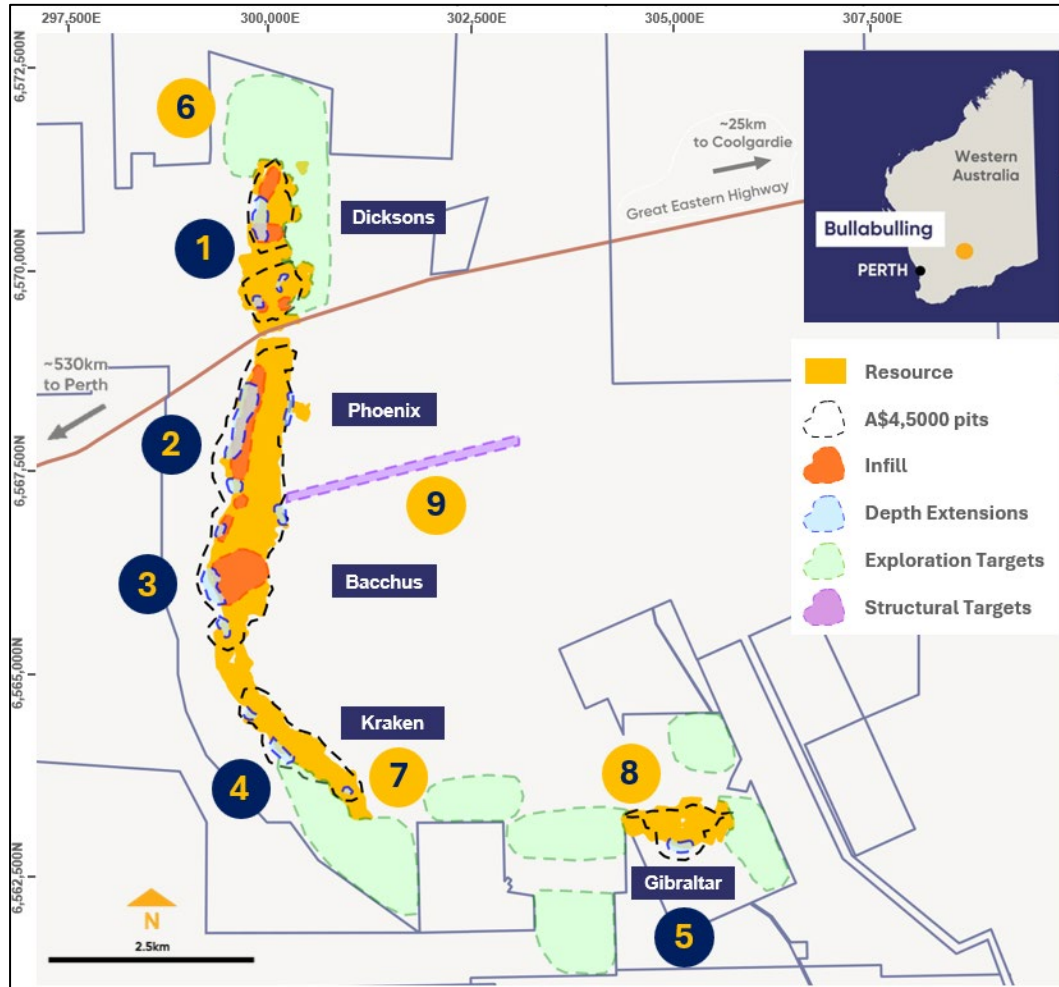 297,500E
300,000E
302,500E
305,000E
307,500E
6,572,500N
6
~25km
to Coolgardie
Western
Australia
Great Eastern Highway
Dicksons
Bullabulling
1
6,570,000N
PERTH
~530km
to Perth
Resource
Phoenix
A$4,5000 pits
2
Infill
6,567,500N
9
Depth Extensions
Exploration Targets
3
Bacchus
Structural Targets
6,565,000N
Kraken
4
7
8
6,562,500N
Gibraltar
N
5
2.5km